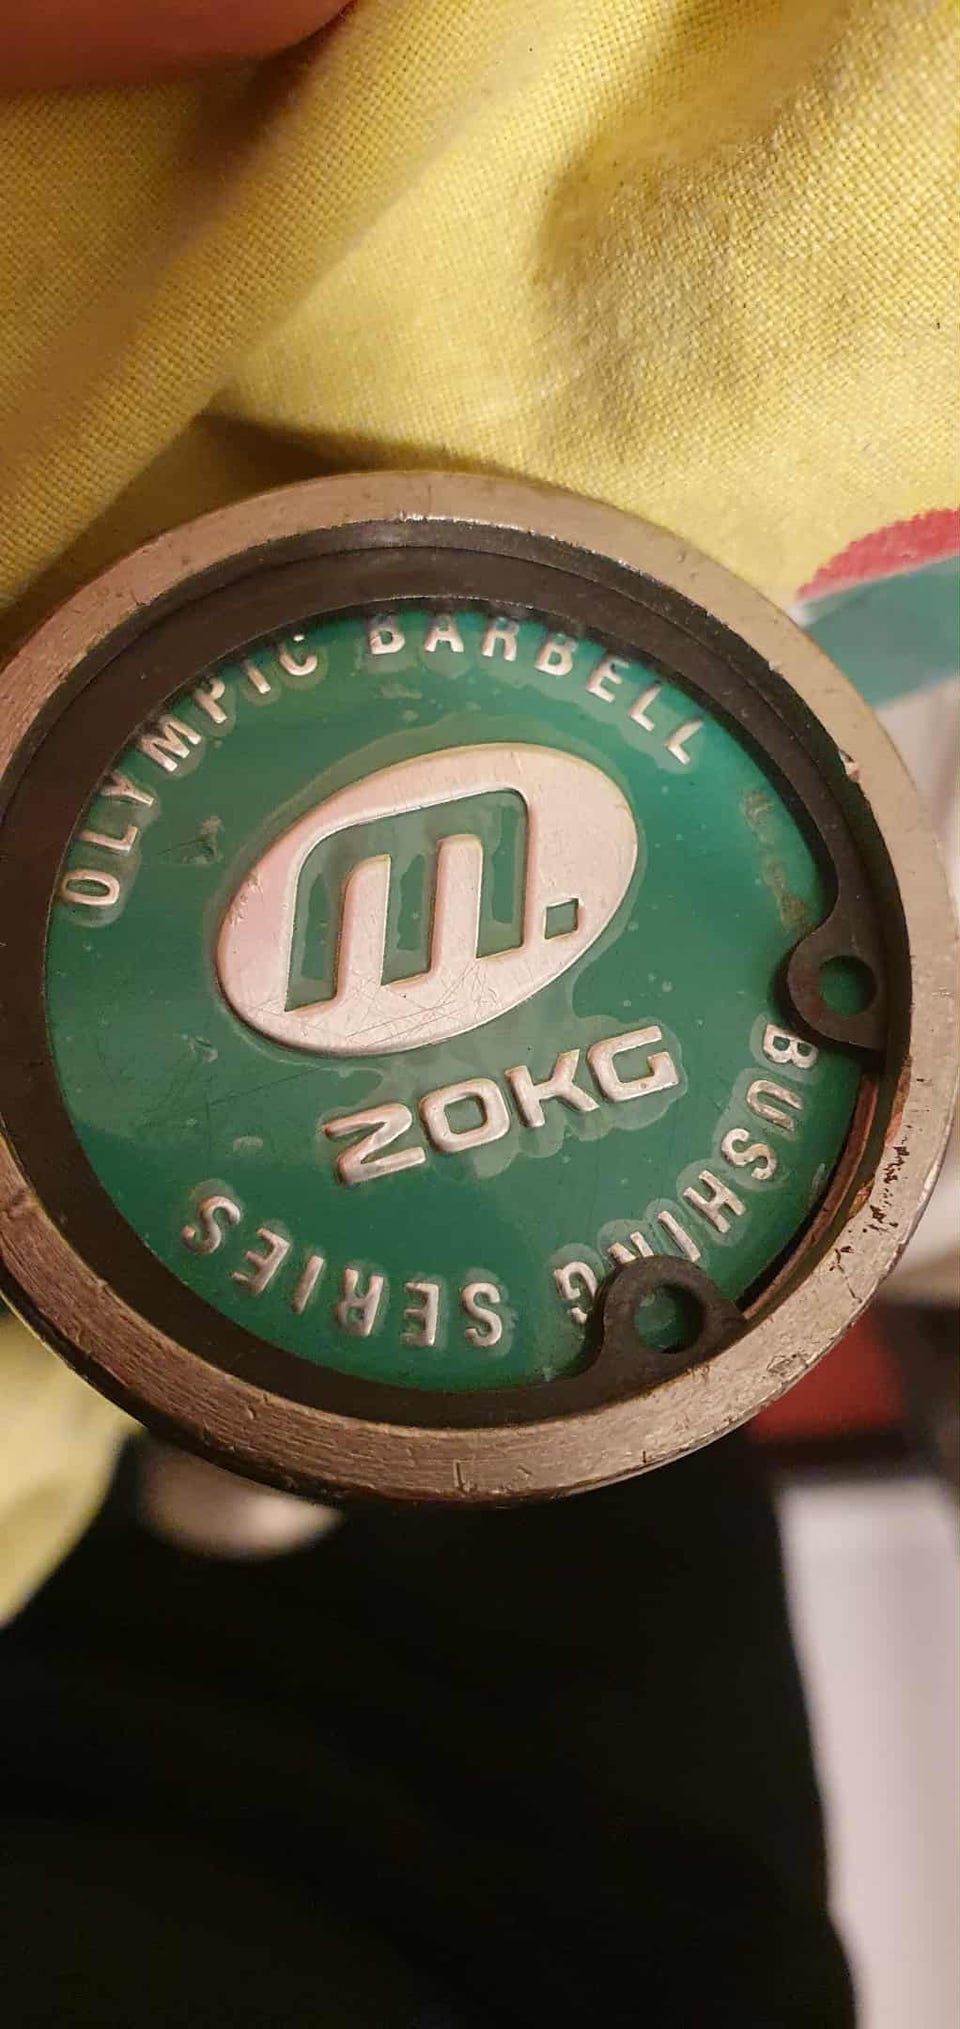 OLYMPIC BARBELL
m.
20KG
BUSHING SERIES